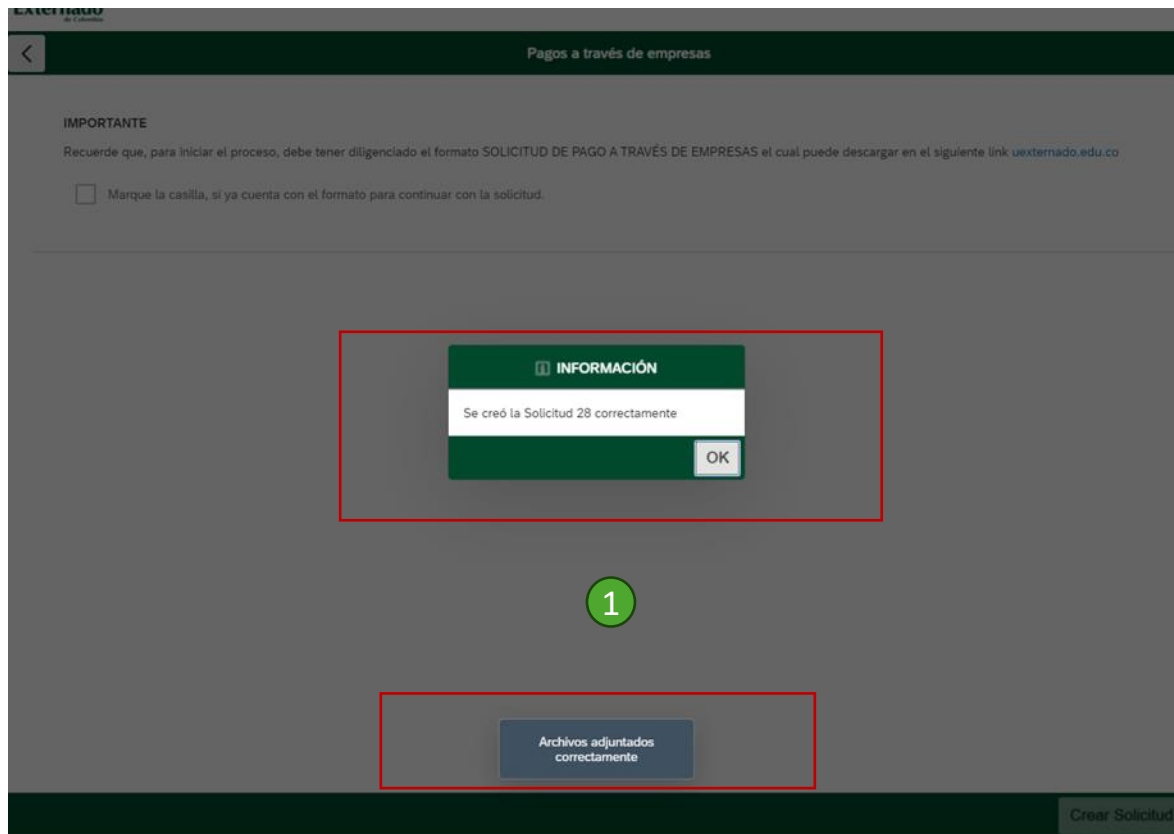 Externado
de Colombia
Pagos a través de empresas
IMPORTANTE
Recuerde que, para iniciar el proceso, debe tener diligenciado el formato SOLICITUD DE PAGO A TRAVÉS DE EMPRESAS el cual puede descargar en el siguiente link uexternado.edu.co
Marque la casilla, si ya cuenta con el formato para continuar con la solicitud.
INFORMACIÓN
Se creó la Solicitud 28 correctamente
OK
1
Archivos adjuntados
correctamente
Crear Solicitud